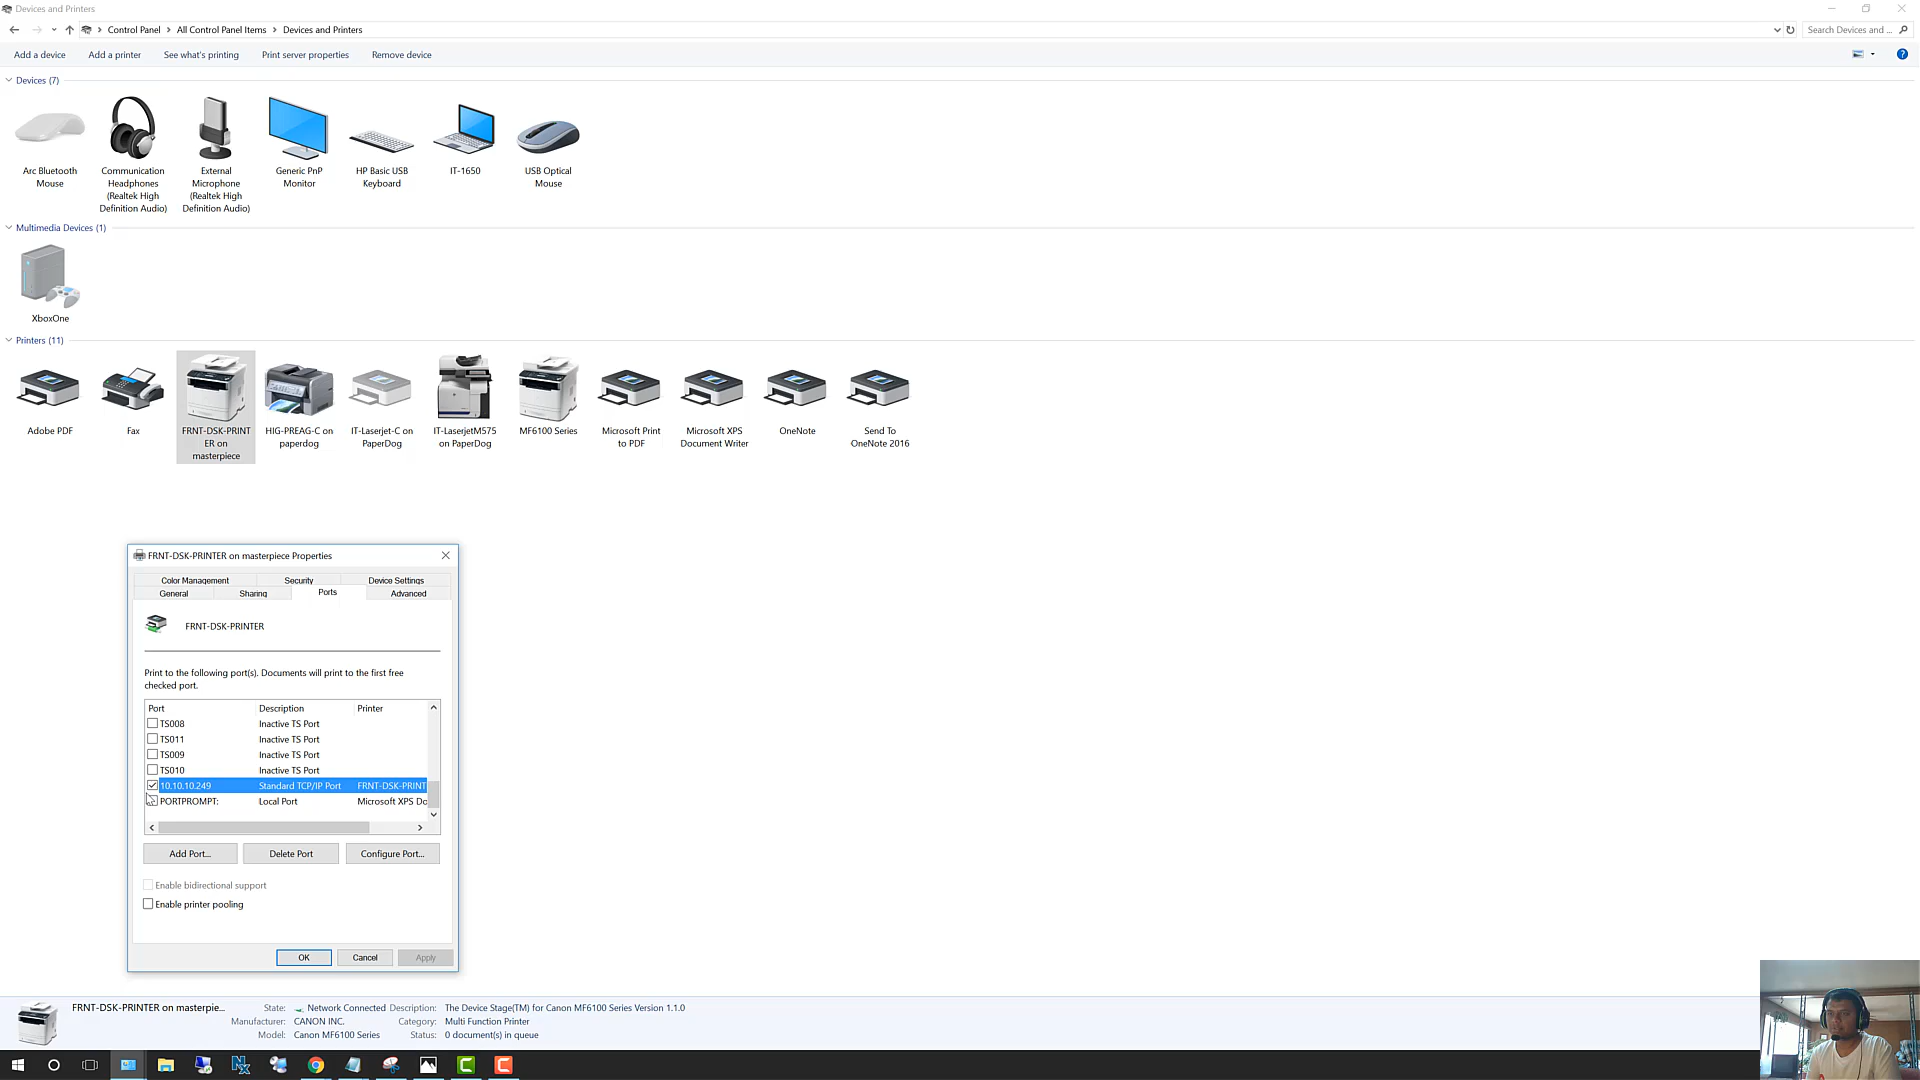 Devices and Printers
Control Panel > All Control Panel Items > Devices and Printers
Search Devices and ...
Add a device Add a printer See what's printing Print server properties Remove device
Devices (7)
Arc Bluetooth
Mouse
Communication
Headphones
(Realtek High
Definition Audio)
External
Microphone
(Realtek High
Definition Audio)
Generic PnP
Monitor
HP Basic USB
Keyboard
IT-1650
USB Optical
Mouse
Multimedia Devices (1)
XboxOne
Printers (11)
Adobe PDF
Fax
FRNT-DSK-PRINT
ER on
masterpiece
HIG-PREAG-C on
paperdog
IT-Laserjet-C on
PaperDog
IT-LaserjetM575
on PaperDog
MF6100 Series
Microsoft Print
to PDF
Microsoft XPS
Document Writer
OneNote
Send To
OneNote 2016
FRNT-DSK-PRINTER on masterpiece Properties
Color Management Security Device Settings
General Sharing Ports Advanced
FRNT-DSK-PRINTER
Print to the following port(s). Documents will print to the first free
checked port.
Port Description Printer
TS008 Inactive TS Port
TS011 Inactive TS Port
TS009 Inactive TS Port
TS010 Inactive TS Port
10.10.10.249 Standard TCP/IP Port FRNT-DSK-PRINT
PORTPROMPT: Local Port Microsoft XPS Do
Add Port... Delete Port Configure Port...
Enable bidirectional support
Enable printer pooling
OK Cancel Apply
FRNT-DSK-PRINTER on masterpie... State: Network Connected Description: The Device Stage(TM) for Canon MF6100 Series Version 1.1.0
Manufacturer: CANON INC. Category: Multi Function Printer
Model: Canon MF6100 Series Status: 0 document(s) in queue